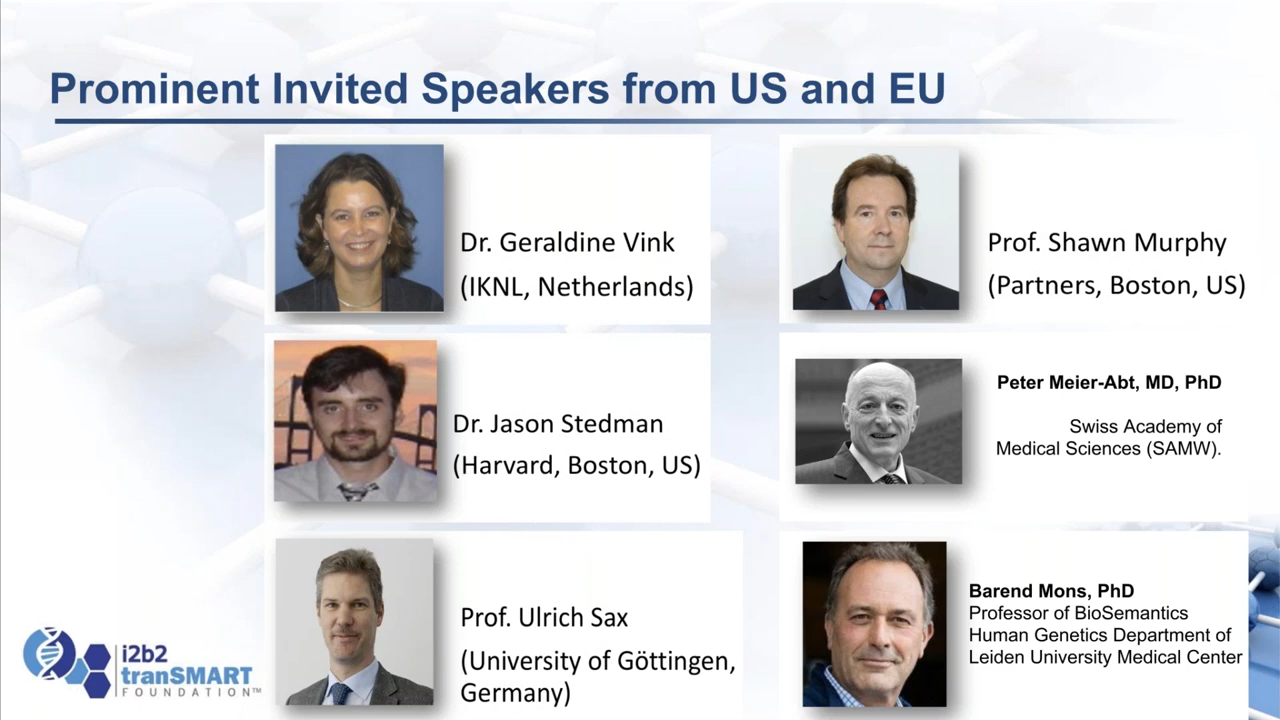 Prominent Invited Speakers from US and EU
Dr. Geraldine Vink
(IKNL, Netherlands)
Prof. Shawn Murphy
(Partners, Boston, US)
Dr. Jason Stedman
(Harvard, Boston, US)
Peter Meier-Abt, MD, PhD
Swiss Academy of
Medical Sciences (SAMW).
Prof. Ulrich Sax
(University of Göttingen,
Germany)
Barend Mons, PhD
Professor of BioSemantics
Human Genetics Department of
Leiden University Medical Center
i2b2
tranSMART
FOUNDATION™